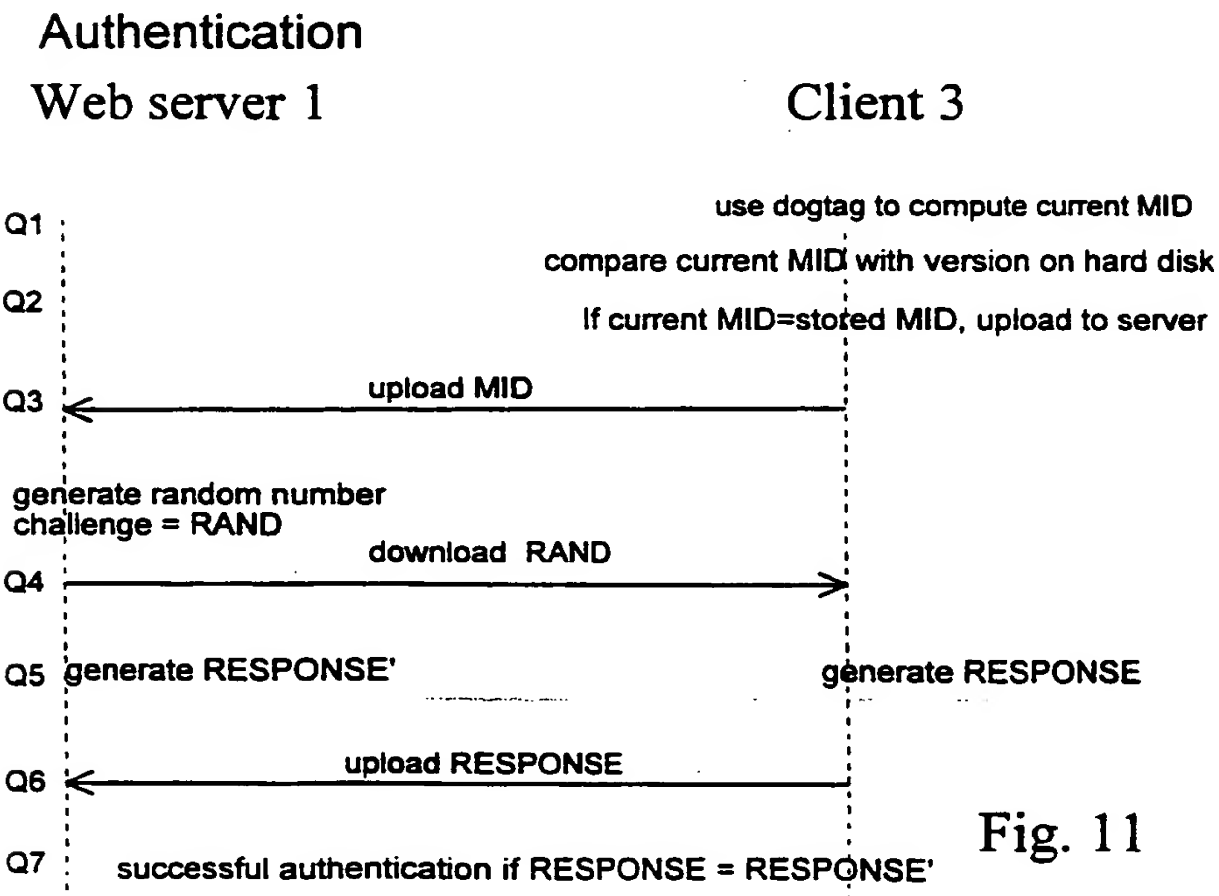 Authentication
Web server 1
Client 3
use dogtag to compute current MID
Q1
compare current MID with version on hard disk
Q2
If current MID=stored MID, upload to server
upload MID
Q3
generate random number
challenge = RAND
download RAND
Q4
Q5 generate RESPONSE' generate RESPONSE
upload RESPONSE
Q6
Fig. 11
Q7 successful authentication if RESPONSE = RESPONSE'